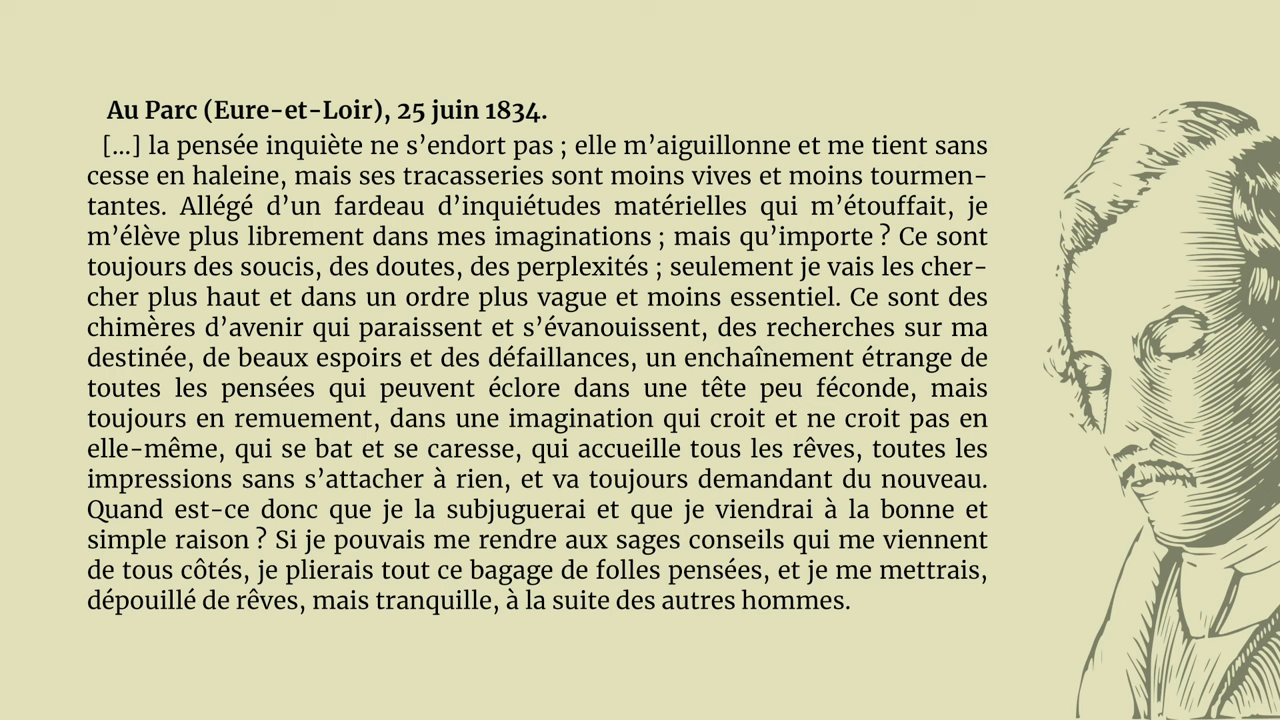 Au Parc (Eure-et-Loir), 25 juin 1834.
[...] la pensée inquiète ne s’endort pas ; elle m’aiguillonne et me tient sans
cesse en haleine, mais ses tracasseries sont moins vives et moins tourmen-
tantes. Allégé d’un fardeau d’inquiétudes matérielles qui m’étouffait, je
m’élève plus librement dans mes imaginations ; mais qu’importe ? Ce sont
toujours des soucis, des doutes, des perplexités ; seulement je vais les cher-
cher plus haut et dans un ordre plus vague et moins essentiel. Ce sont des
chimères d’avenir qui paraissent et s’évanouissent, des recherches sur ma
destinée, de beaux espoirs et des défaillances, un enchaînement étrange de
toutes les pensées qui peuvent éclore dans une tête peu féconde, mais
toujours en remuement, dans une imagination qui croit et ne croit pas en
elle-même, qui se bat et se caresse, qui accueille tous les rêves, toutes les
impressions sans s’attacher à rien, et va toujours demandant du nouveau.
Quand est-ce donc que je la subjuguerai et que je viendrai à la bonne et
simple raison ? Si je pouvais me rendre aux sages conseils qui me viennent
de tous côtés, je plierais tout ce bagage de folles pensées, et je me mettrais,
dépouillé de rêves, mais tranquille, à la suite des autres hommes.